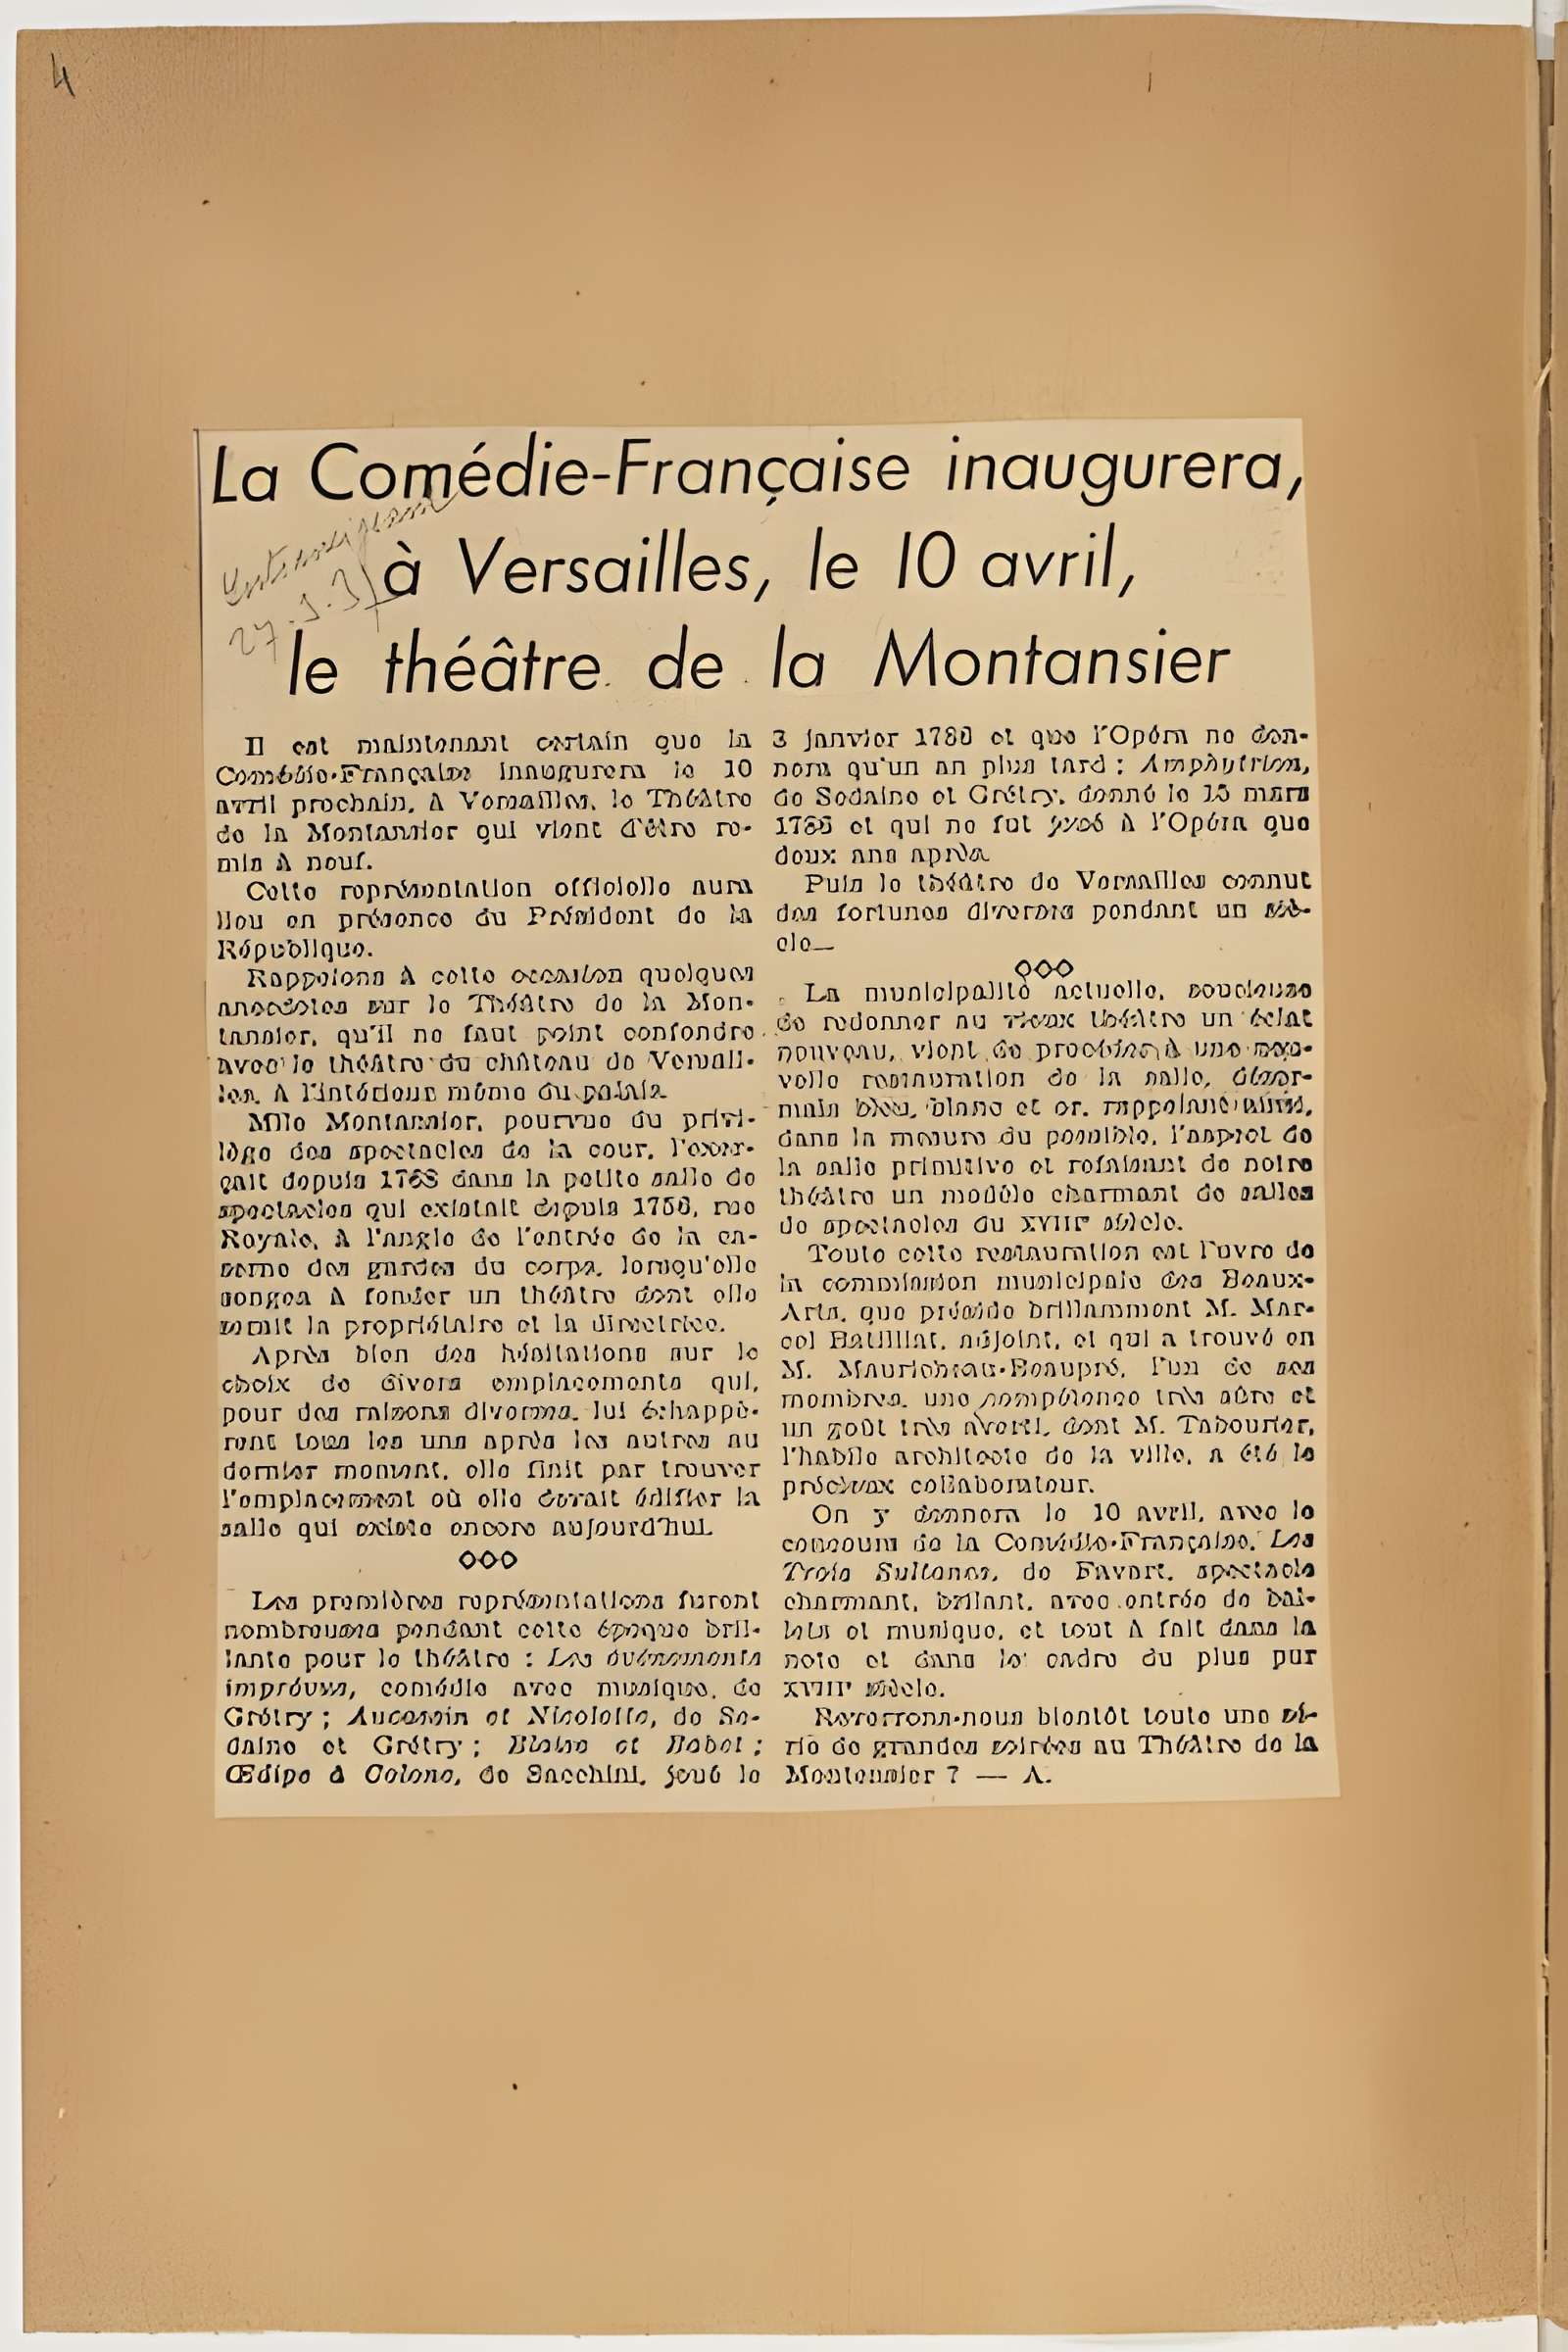 4
La Comédie-Française inaugurera,
à Versailles, le 10 avril,
le théâtre de la Montansier
Il est maintenant certain que la
Comédie-Française inaugurera le 10
avril prochain, à Versailles, le Théâtre
de la Montansier qui vient d'être re-
mis à neuf.
Cette représentation officielle aura
lieu en présence du Président de la
République.
Rappelons à cette occasion quelques
anecdotes sur le Théâtre de la Mon-
tansier, qu'il ne faut point confondre
avec le théâtre du château de Versail-
les, à l'intérieur même du palais.
Mlle Montansier, pourvue du privi-
lège des spectacles de la cour, l'exer-
çait depuis 1768 dans la petite salle de
spectacles qui existait depuis rue
Royale, à l'angle de l'entrée de la ca-
serne des gardes du corps, lorsqu'elle
songea à fonder un théâtre dont elle
serait la propriétaire et la directrice.
Après bien des hésitations sur le
choix de divers emplacements qui,
pour des raisons diverses, lui échappè-
rent tous les uns après les autres au
dernier moment, elle finit par trouver
l'emplacement où elle devait édifier la
salle qui existe encore aujourd'hui.
Les premières représentations furent
nombreuses pendant cette époque bril-
lante pour le théâtre : Les événements
imprévus, comédie avec musique, de
Grétry ; Aucassin et Nicolette, de Se-
daine et Grétry ; Blaise et Babet ;
Œdipe à Colone, de Sacchini, joué le
3 janvier et que l'Opéra ne don-
nera qu'un an plus tard ; Amphytrion,
de Sedaine et Grétry, donné le 15 mars
et qui ne fut joué à l'Opéra que
deux ans après.
Puis le théâtre de Versailles connut
des fortunes diverses pendant un siè-
cle
La municipalité actuelle, soucieuse
de redonner au vieux théâtre un éclat
nouveau, vient de procéder à une nou-
velle restauration de la salle, désor-
mais bleu, blanc et or, rappelant ainsi,
dans la mesure du possible, l'aspect de
la salle primitive et refaisant de notre
théâtre un modèle charmant de salles
de spectacles du XVIIIe siècle.
Toute cette restauration est l'œuvre de
la commission municipale des Beaux-
Arts, que préside brillamment M. Mar-
cel Batilliat, adjoint, et qui a trouvé en
M. Mauricheau-Beaupré, l'un de ses
membres, une compétence très sûre et
un goût très averti, dont M. Tabourier,
l'habile architecte de la ville, a été le
précieux collaborateur.
On y donnera le 10 avril, avec le
concours de la Comédie-Française, Les
Trois Sultanes, de Favart, spectacle
charmant, brillant, avec entrée de bal-
lets et musique, et tout à fait dans la
note et dans le cadre du plus pur
XVIIIe siècle.
Reverrons-nous bientôt toute une sé-
rie de grandes soirées au Théâtre de la
Montansier ? — A.